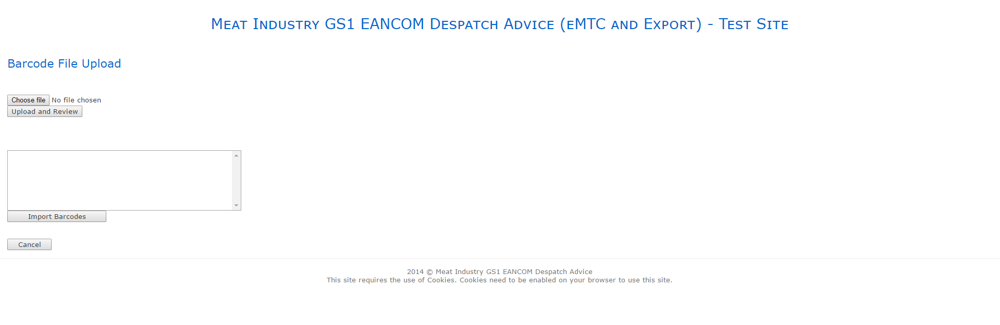 Meat Industry GS1 EANCOM Despatch Advice (eMTC and Export) - Test Site
Barcode File Upload
Choose file No file chosen
Upload and Review
Import Barcodes
Cancel
2014 © Meat Industry GS1 EANCOM Despatch Advice
This site requires the use of Cookies. Cookies need to be enabled on your browser to use this site.